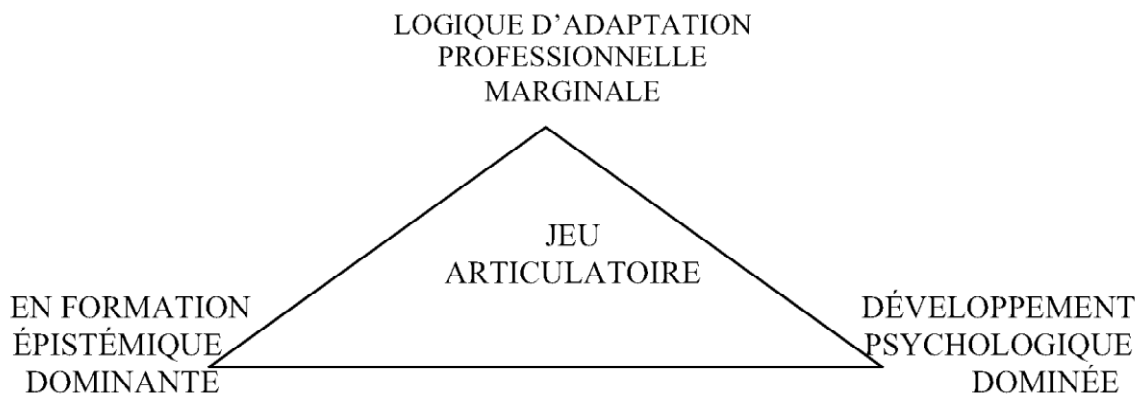 LOGIQUE D’ADAPTATION
PROFESSIONNELLE
MARGINALE
JEU
ARTICULATOIRE
EN FORMATION
ÉPISTÉMIQUE
DOMINANTE
DÉVELOPPEMENT
PSYCHOLOGIQUE
DOMINÉE